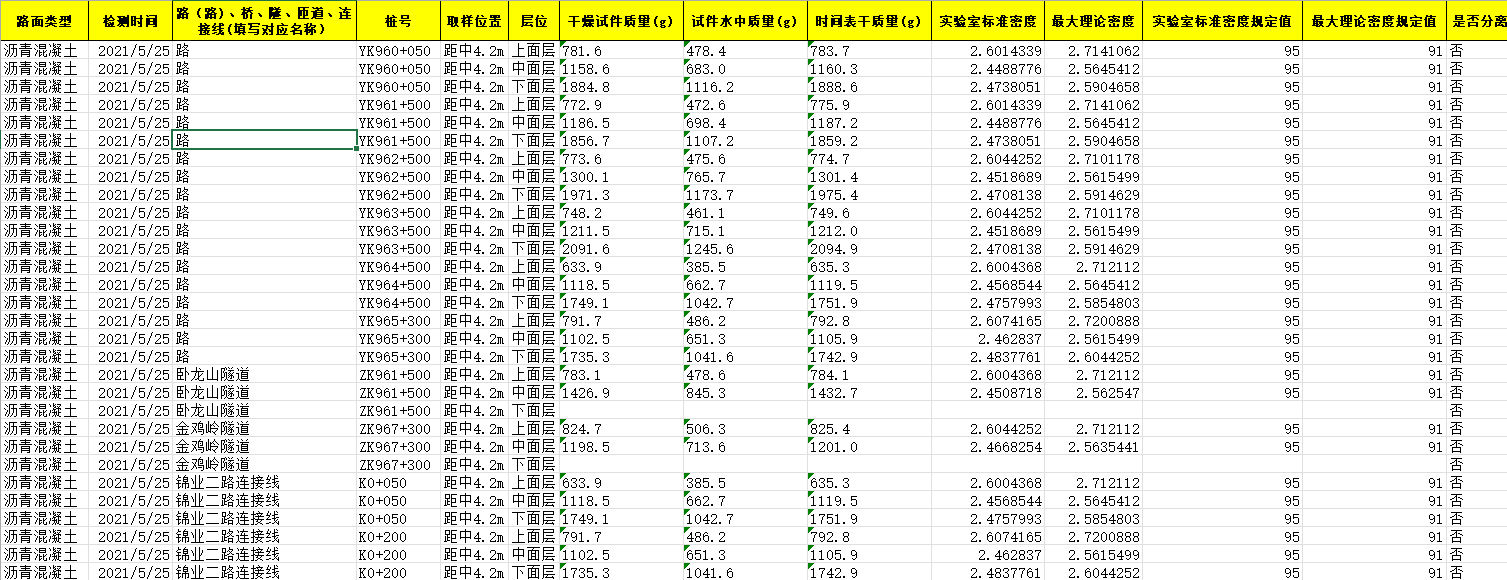 路面类型 检测时间 路（路）、桥、隧、匝道、连接线(填写对应名称) 桩号 取样位置 层位 干燥试件质量(g) 试件水中质量(g) 时间表干质量(g) 实验室标准密度 最大理论密度 实验室标准密度规定值 最大理论密度规定值 是否分离
沥青混凝土 2021/5/25 路 YK960+050 距中4.2m 上面层 781.6 478.4 783.7 2.6014339 2.7141062 95 91 否
沥青混凝土 2021/5/25 路 YK960+050 距中4.2m 中面层 1158.6 683.0 1160.3 2.4488776 2.5645412 95 91 否
沥青混凝土 2021/5/25 路 YK960+050 距中4.2m 下面层 1884.8 1116.2 1888.6 2.4738051 2.5904658 95 91 否
沥青混凝土 2021/5/25 路 YK961+500 距中4.2m 上面层 772.9 472.6 775.9 2.6014339 2.7141062 95 91 否
沥青混凝土 2021/5/25 路 YK961+500 距中4.2m 中面层 1186.5 698.4 1187.2 2.4488776 2.5645412 95 91 否
沥青混凝土 2021/5/25 路 YK961+500 距中4.2m 下面层 1856.7 1107.2 1859.2 2.4738051 2.5904658 95 91 否
沥青混凝土 2021/5/25 路 YK962+500 距中4.2m 上面层 773.6 475.6 774.7 2.6044252 2.7101178 95 91 否
沥青混凝土 2021/5/25 路 YK962+500 距中4.2m 中面层 1300.1 765.7 1301.4 2.4518689 2.5615499 95 91 否
沥青混凝土 2021/5/25 路 YK962+500 距中4.2m 下面层 1971.3 1173.7 1975.4 2.4708138 2.5914629 95 91 否
沥青混凝土 2021/5/25 路 YK963+500 距中4.2m 上面层 748.2 461.1 749.6 2.6044252 2.7101178 95 91 否
沥青混凝土 2021/5/25 路 YK963+500 距中4.2m 中面层 1211.5 715.1 1212.0 2.4518689 2.5615499 95 91 否
沥青混凝土 2021/5/25 路 YK963+500 距中4.2m 下面层 2091.6 1245.6 2094.9 2.4708138 2.5914629 95 91 否
沥青混凝土 2021/5/25 路 YK964+500 距中4.2m 上面层 633.9 385.5 635.3 2.6004368 2.712112 95 91 否
沥青混凝土 2021/5/25 路 YK964+500 距中4.2m 中面层 1118.5 662.7 1119.5 2.4568544 2.5645412 95 91 否
沥青混凝土 2021/5/25 路 YK964+500 距中4.2m 下面层 1749.1 1042.7 1751.9 2.4757993 2.5854803 95 91 否
沥青混凝土 2021/5/25 路 YK965+300 距中4.2m 上面层 791.7 486.2 792.8 2.6074165 2.7200888 95 91 否
沥青混凝土 2021/5/25 路 YK965+300 距中4.2m 中面层 1102.5 651.3 1105.9 2.462837 2.5615499 95 91 否
沥青混凝土 2021/5/25 路 YK965+300 距中4.2m 下面层 1735.3 1041.6 1742.9 2.4837761 2.6044252 95 91 否
沥青混凝土 2021/5/25 卧龙山隧道 ZK961+500 距中4.2m 上面层 783.1 478.6 784.1 2.6004368 2.712112 95 91 否
沥青混凝土 2021/5/25 卧龙山隧道 ZK961+500 距中4.2m 中面层 1426.9 845.3 1432.7 2.4508718 2.562547 95 91 否
沥青混凝土 2021/5/25 卧龙山隧道 ZK961+500 距中4.2m 下面层 否
沥青混凝土 2021/5/25 金鸡岭隧道 ZK967+300 距中4.2m 上面层 824.7 506.3 825.4 2.6044252 2.712112 95 91 否
沥青混凝土 2021/5/25 金鸡岭隧道 ZK967+300 距中4.2m 中面层 1198.5 713.6 1201.0 2.4668254 2.5635441 95 91 否
沥青混凝土 2021/5/25 金鸡岭隧道 ZK967+300 距中4.2m 下面层 否
沥青混凝土 2021/5/25 锦业二路连接线 K0+050 距中4.2m 上面层 633.9 385.5 635.3 2.6004368 2.712112 95 91 否
沥青混凝土 2021/5/25 锦业二路连接线 K0+050 距中4.2m 中面层 1118.5 662.7 1119.5 2.4568544 2.5645412 95 91 否
沥青混凝土 2021/5/25 锦业二路连接线 K0+050 距中4.2m 下面层 1749.1 1042.7 1751.9 2.4757993 2.5854803 95 91 否
沥青混凝土 2021/5/25 锦业二路连接线 K0+200 距中4.2m 上面层 791.7 486.2 792.8 2.6074165 2.7200888 95 91 否
沥青混凝土 2021/5/25 锦业二路连接线 K0+200 距中4.2m 中面层 1102.5 651.3 1105.9 2.462837 2.5615499 95 91 否
沥青混凝土 2021/5/25 锦业二路连接线 K0+200 距中4.2m 下面层 1735.3 1041.6 1742.9 2.4837761 2.6044252 95 91 否